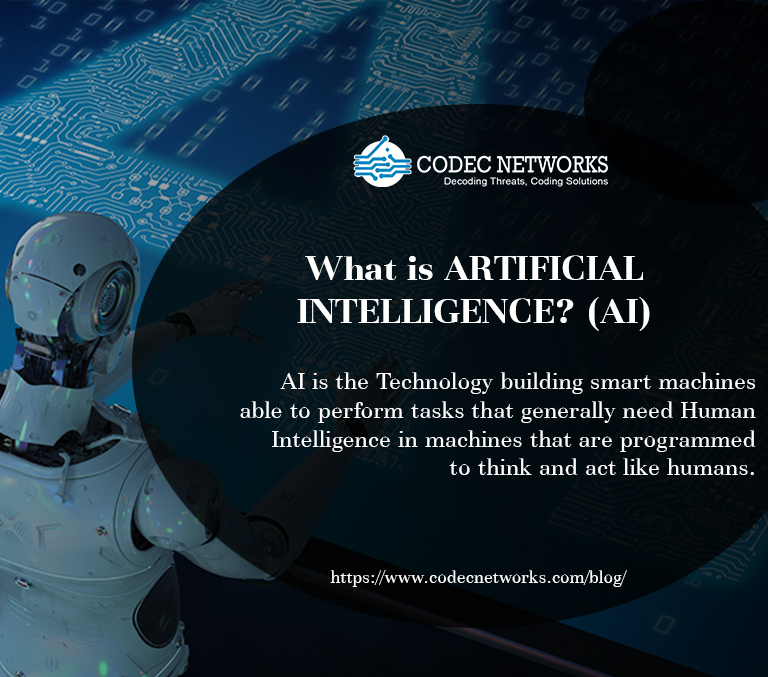 CODEC NETWORKS
Decoding Threats, Coding Solutions
What is ARTIFICIAL
INTELLIGENCE? (AI)
AI is the Technology building smart machines
able to perform tasks that generally need Human
Intelligence in machines that are programmed
to think and act like humans.
https://www.codecnetworks.com/blog/